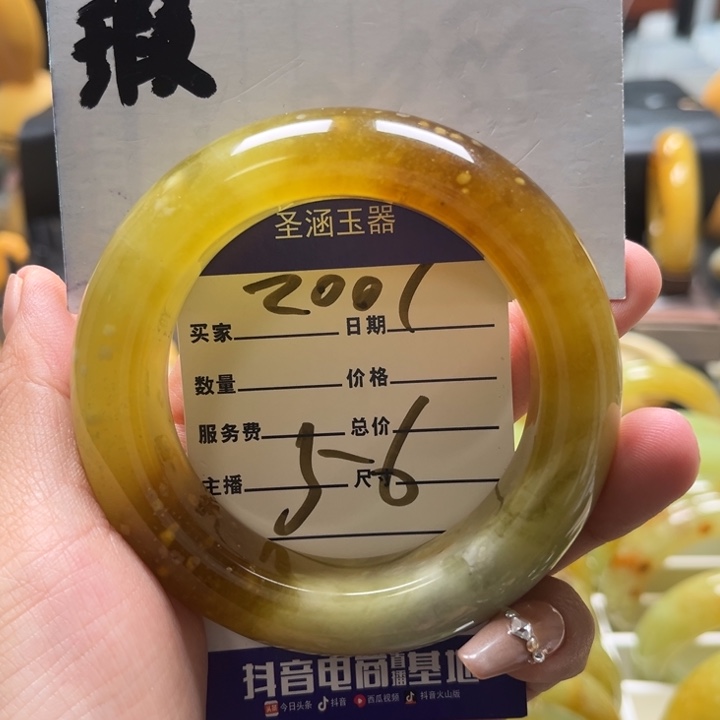 瑕
圣涵玉器
2001
买家 日期
数量 价格
服务费 总价
5-6
主播 尺寸
抖音电商直播基地
今日头条 抖音 西瓜视频 抖音火山版